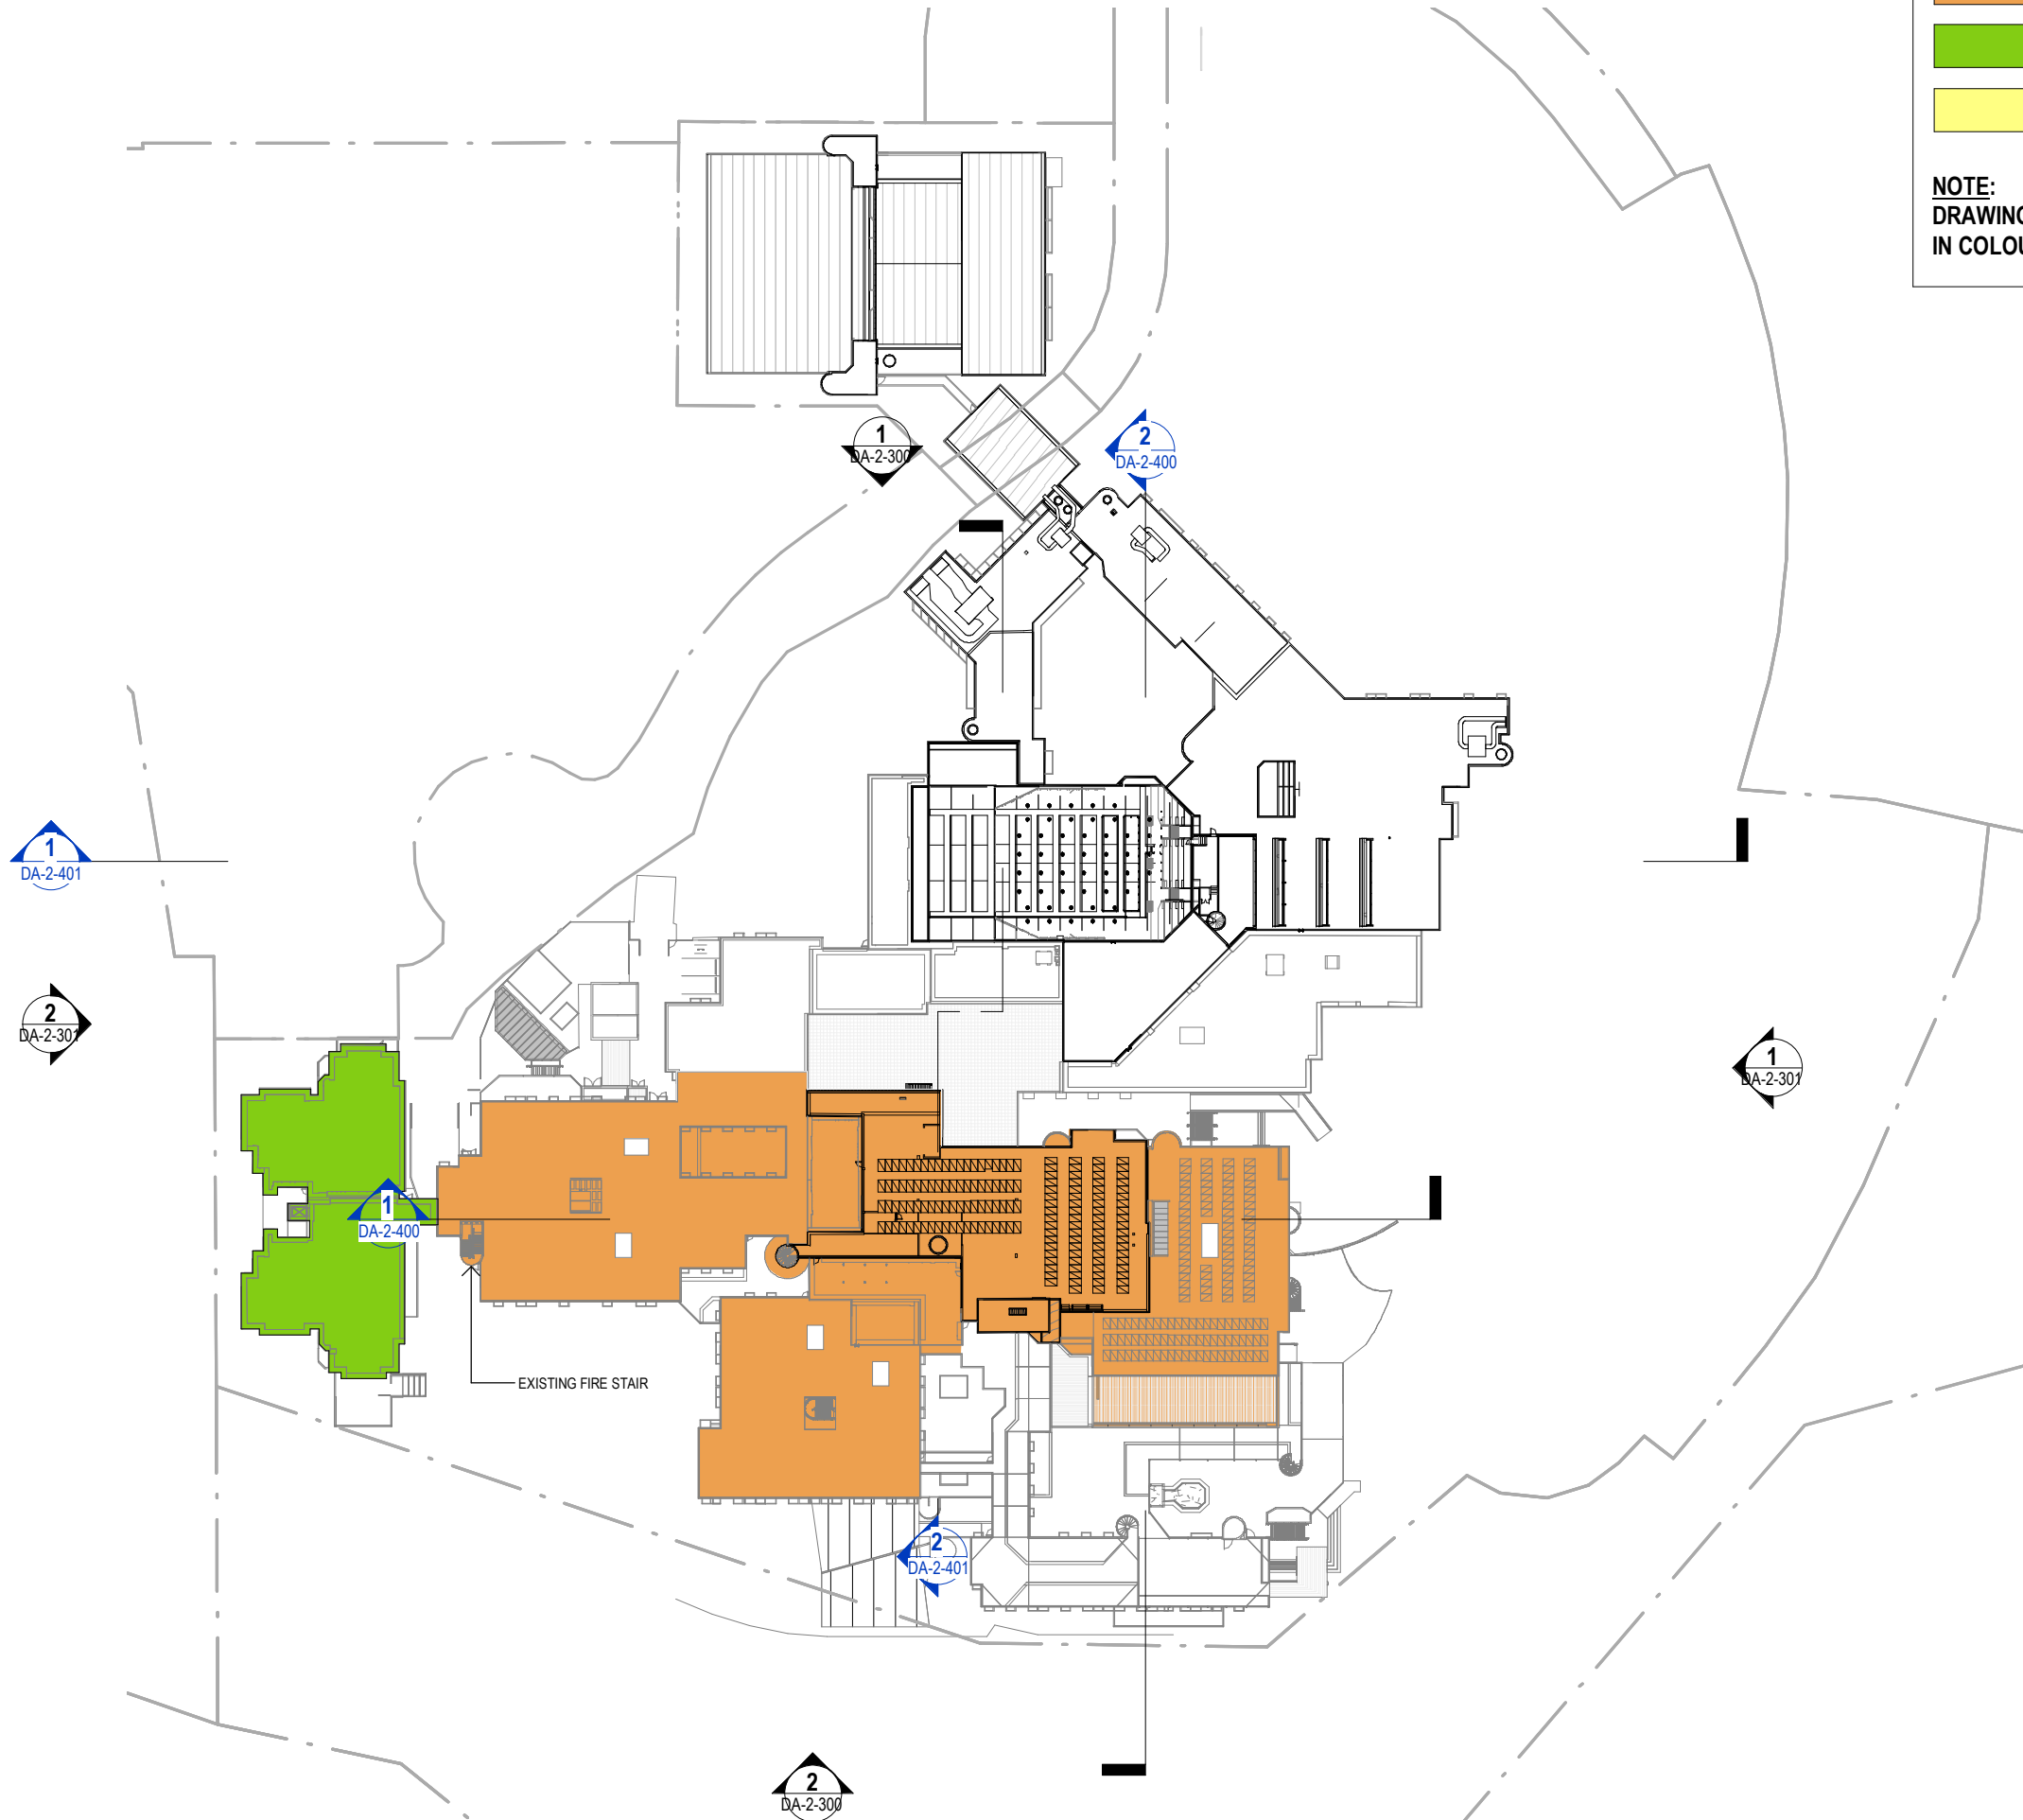 NOTE:
DRAWING
IN COLOU
1
DA-2-300
2
DA-2-400
1
DA-2-401
2
DA-2-301
1
DA-2-301
1
DA-2-400
EXISTING FIRE STAIR
2
DA-2-401
2
DA-2-300